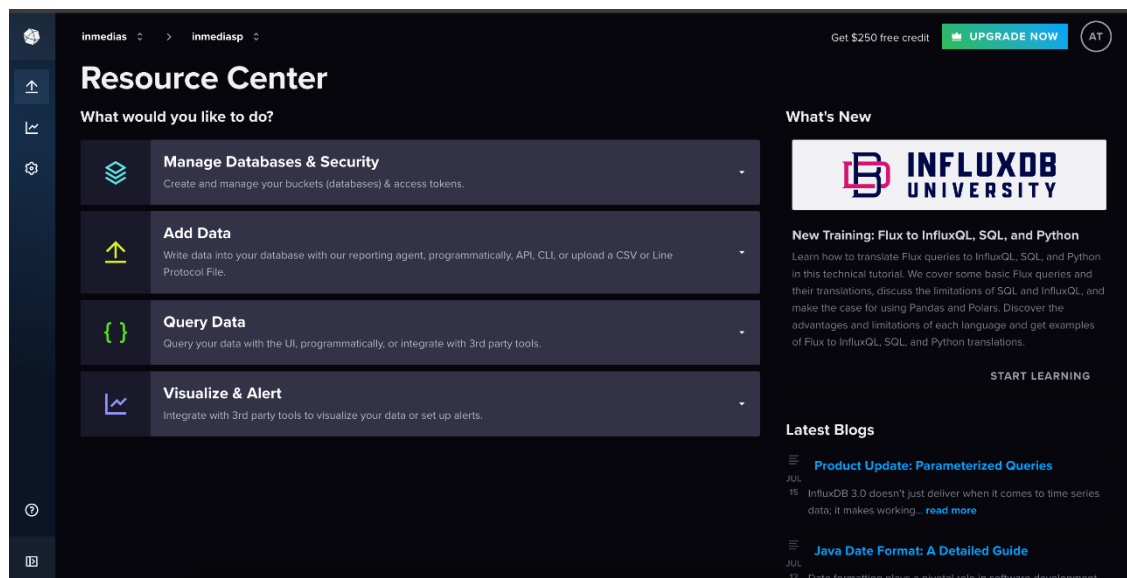 inmedias > inmediasp
Get $250 free credit
UPGRADE NOW
AT
Resource Center
What would you like to do?
Manage Databases & Security
Create and manage your buckets (databases) & access tokens.
Add Data
Write data into your database with our reporting agent, programmatically, API, CLI, or upload a CSV or Line
Protocol File.
{ } Query Data
Query your data with the UI, programmatically, or integrate with 3rd party tools.
Visualize & Alert
Integrate with 3rd party tools to visualize your data or set up alerts.
What's New
INFLUXDB
UNIVERSITY
New Training: Flux to InfluxQL, SQL, and Python
Learn how to translate Flux queries to InfluxQL, SQL, and Python
in this technical tutorial. We cover some basic Flux queries and
their translations, discuss the limitations of SQL and InfluxQL, and
make the case for using Pandas and Polars. Discover the
advantages and limitations of each language and get examples
of Flux to InfluxQL, SQL, and Python translations.
START LEARNING
Latest Blogs
Product Update: Parameterized Queries
JUL
15
InfluxDB 3.0 doesn't just deliver when it comes to time series
data; it makes working... read more
Java Date Format: A Detailed Guide
JUL
Date formatting plays a pivotal role in software development